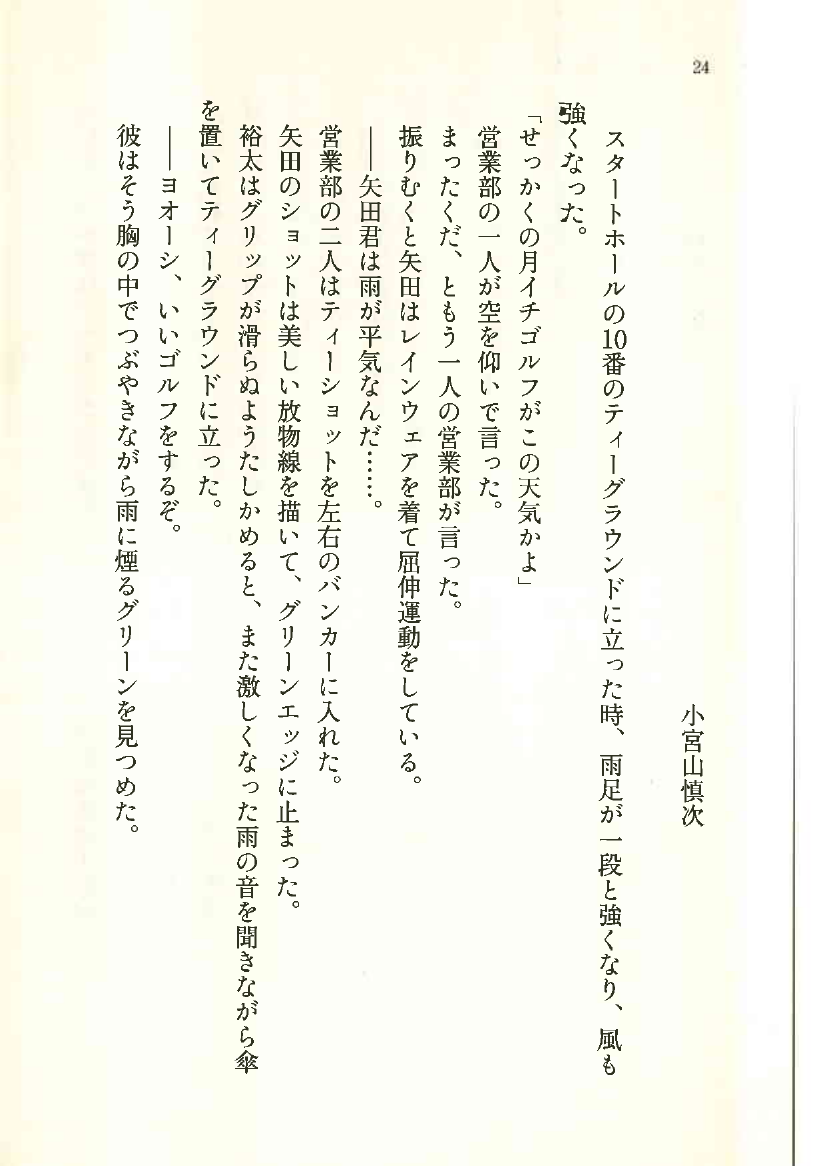 24
小宮山慎次
スタートホールの10番のティーグラウンドに立った時、雨足が一段と強くなり、風も
強くなった。
「せっかくの月イチゴルフがこの天気かよ」
営業部の一人が空を仰いで言った。
まったくだ、ともう一人の営業部が言った。
振りむくと矢田はレインウェアを着て屈伸運動をしている。
——矢田君は雨が平気なんだ……。
営業部の二人はティーショットを左右のバンカーに入れた。
矢田のショットは美しい放物線を描いて、グリーンエッジに止まった。
裕太はグリップが滑らぬようたしかめると、また激しくなった雨の音を聞きながら傘
を置いてティーグラウンドに立った。
——ヨオーシ、いいゴルフをするぞ。
彼はそう胸の中でつぶやきながら雨に煙るグリーンを見つめた。